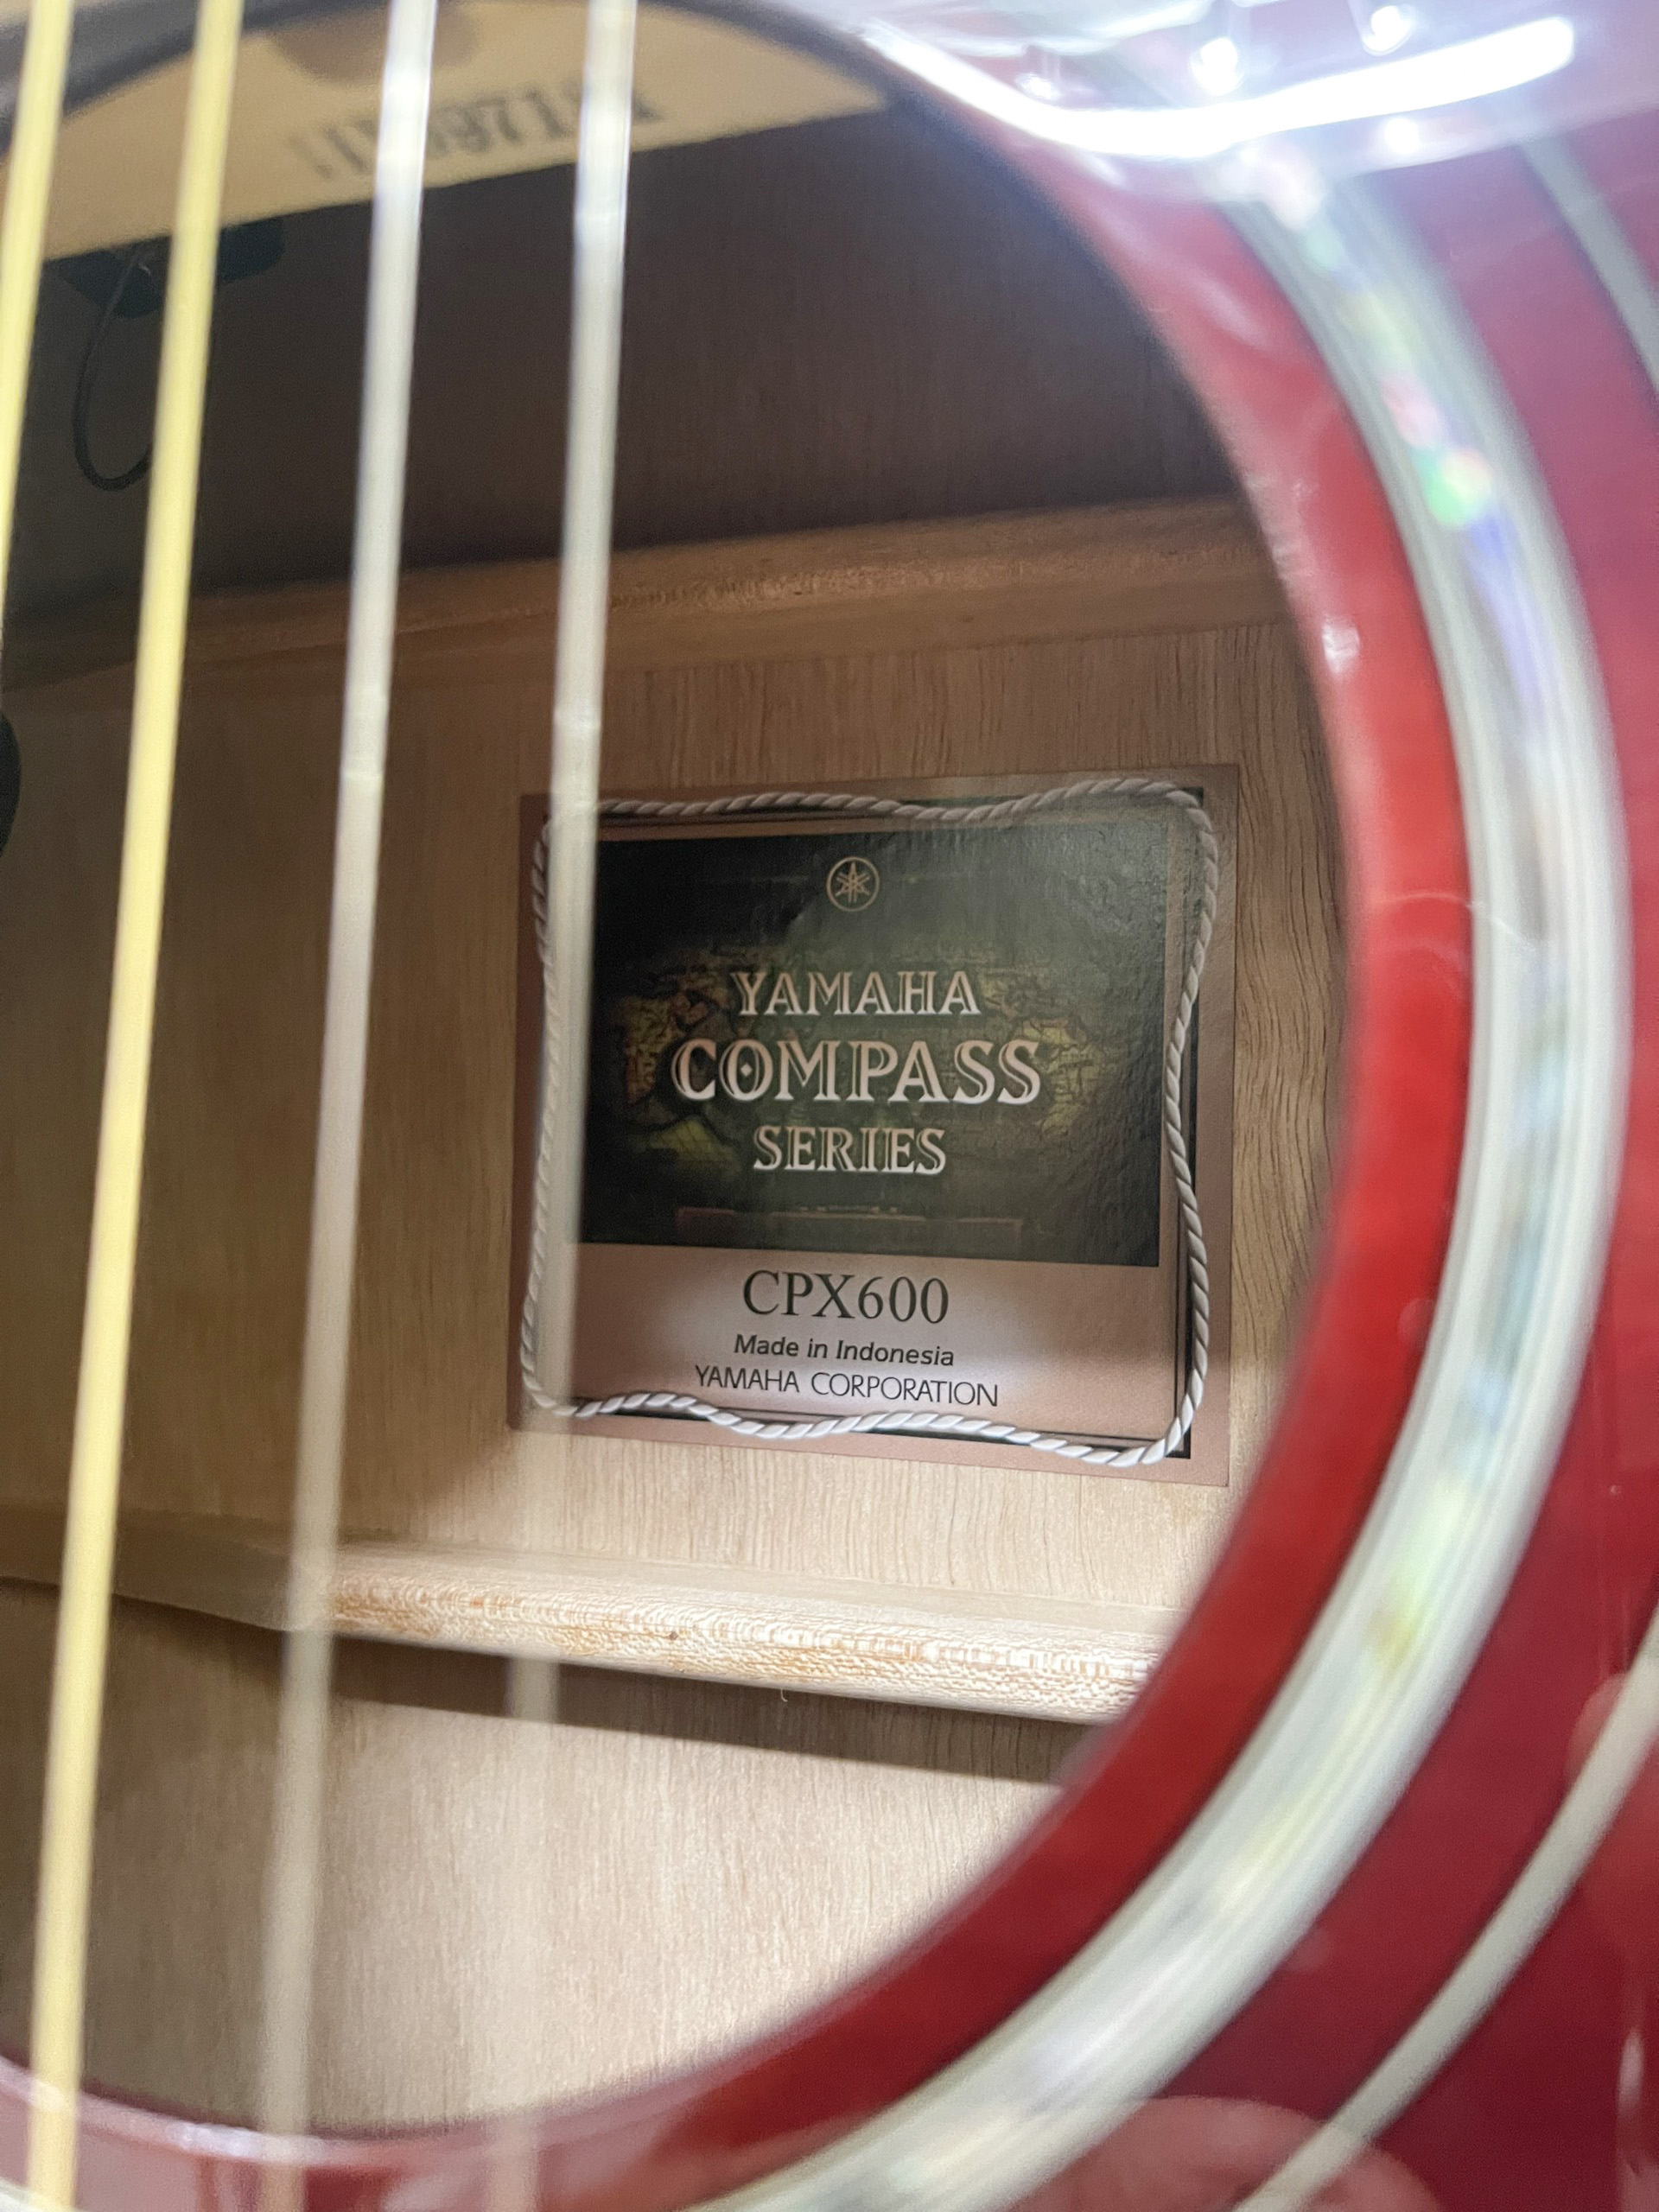 YAMAHA
COMPASS
SERIES
CPX600
Made in Indonesia
YAMAHA CORPORATION